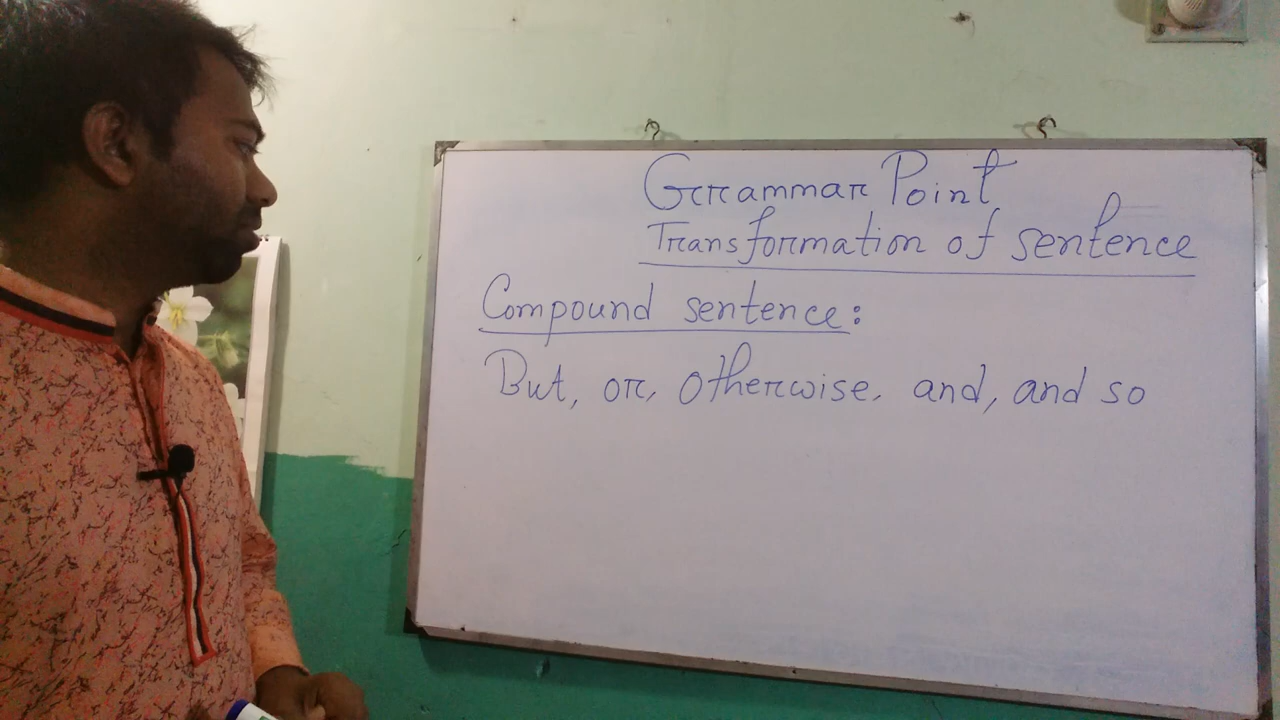 Grammar Point
Transformation of sentence
Compound sentence:
But, or, otherwise, and, and so